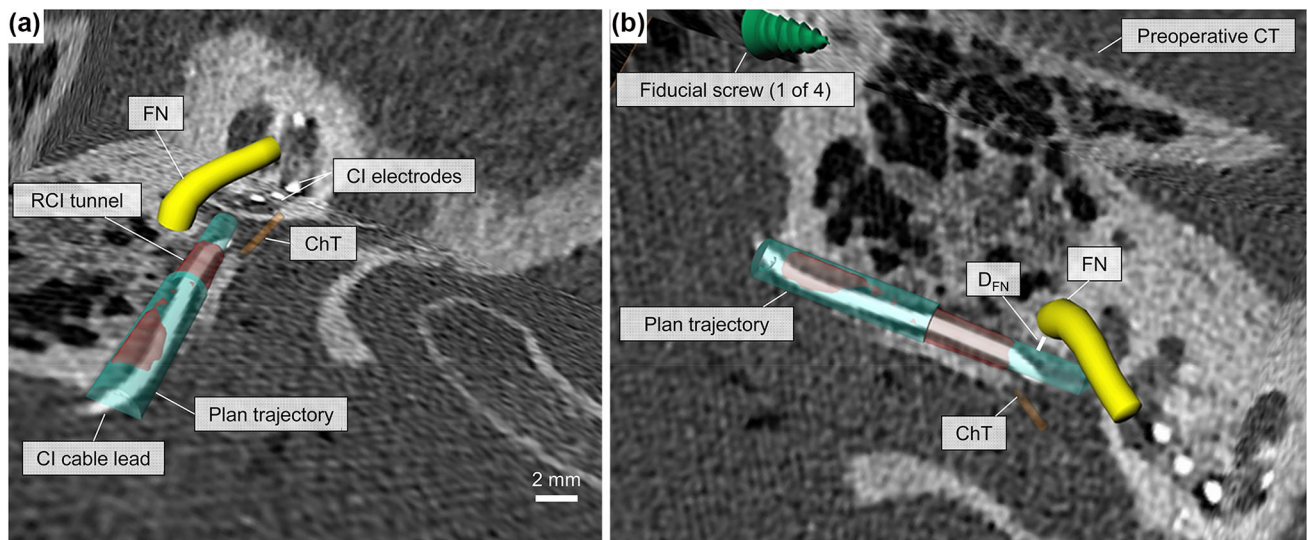 (a)
FN
RCI tunnel
CI electrodes
ChT
Plan trajectory
CI cable lead
2 mm
(b)
Preoperative CT
Fiducial screw (1 of 4)
FN
DFN
Plan trajectory
ChT